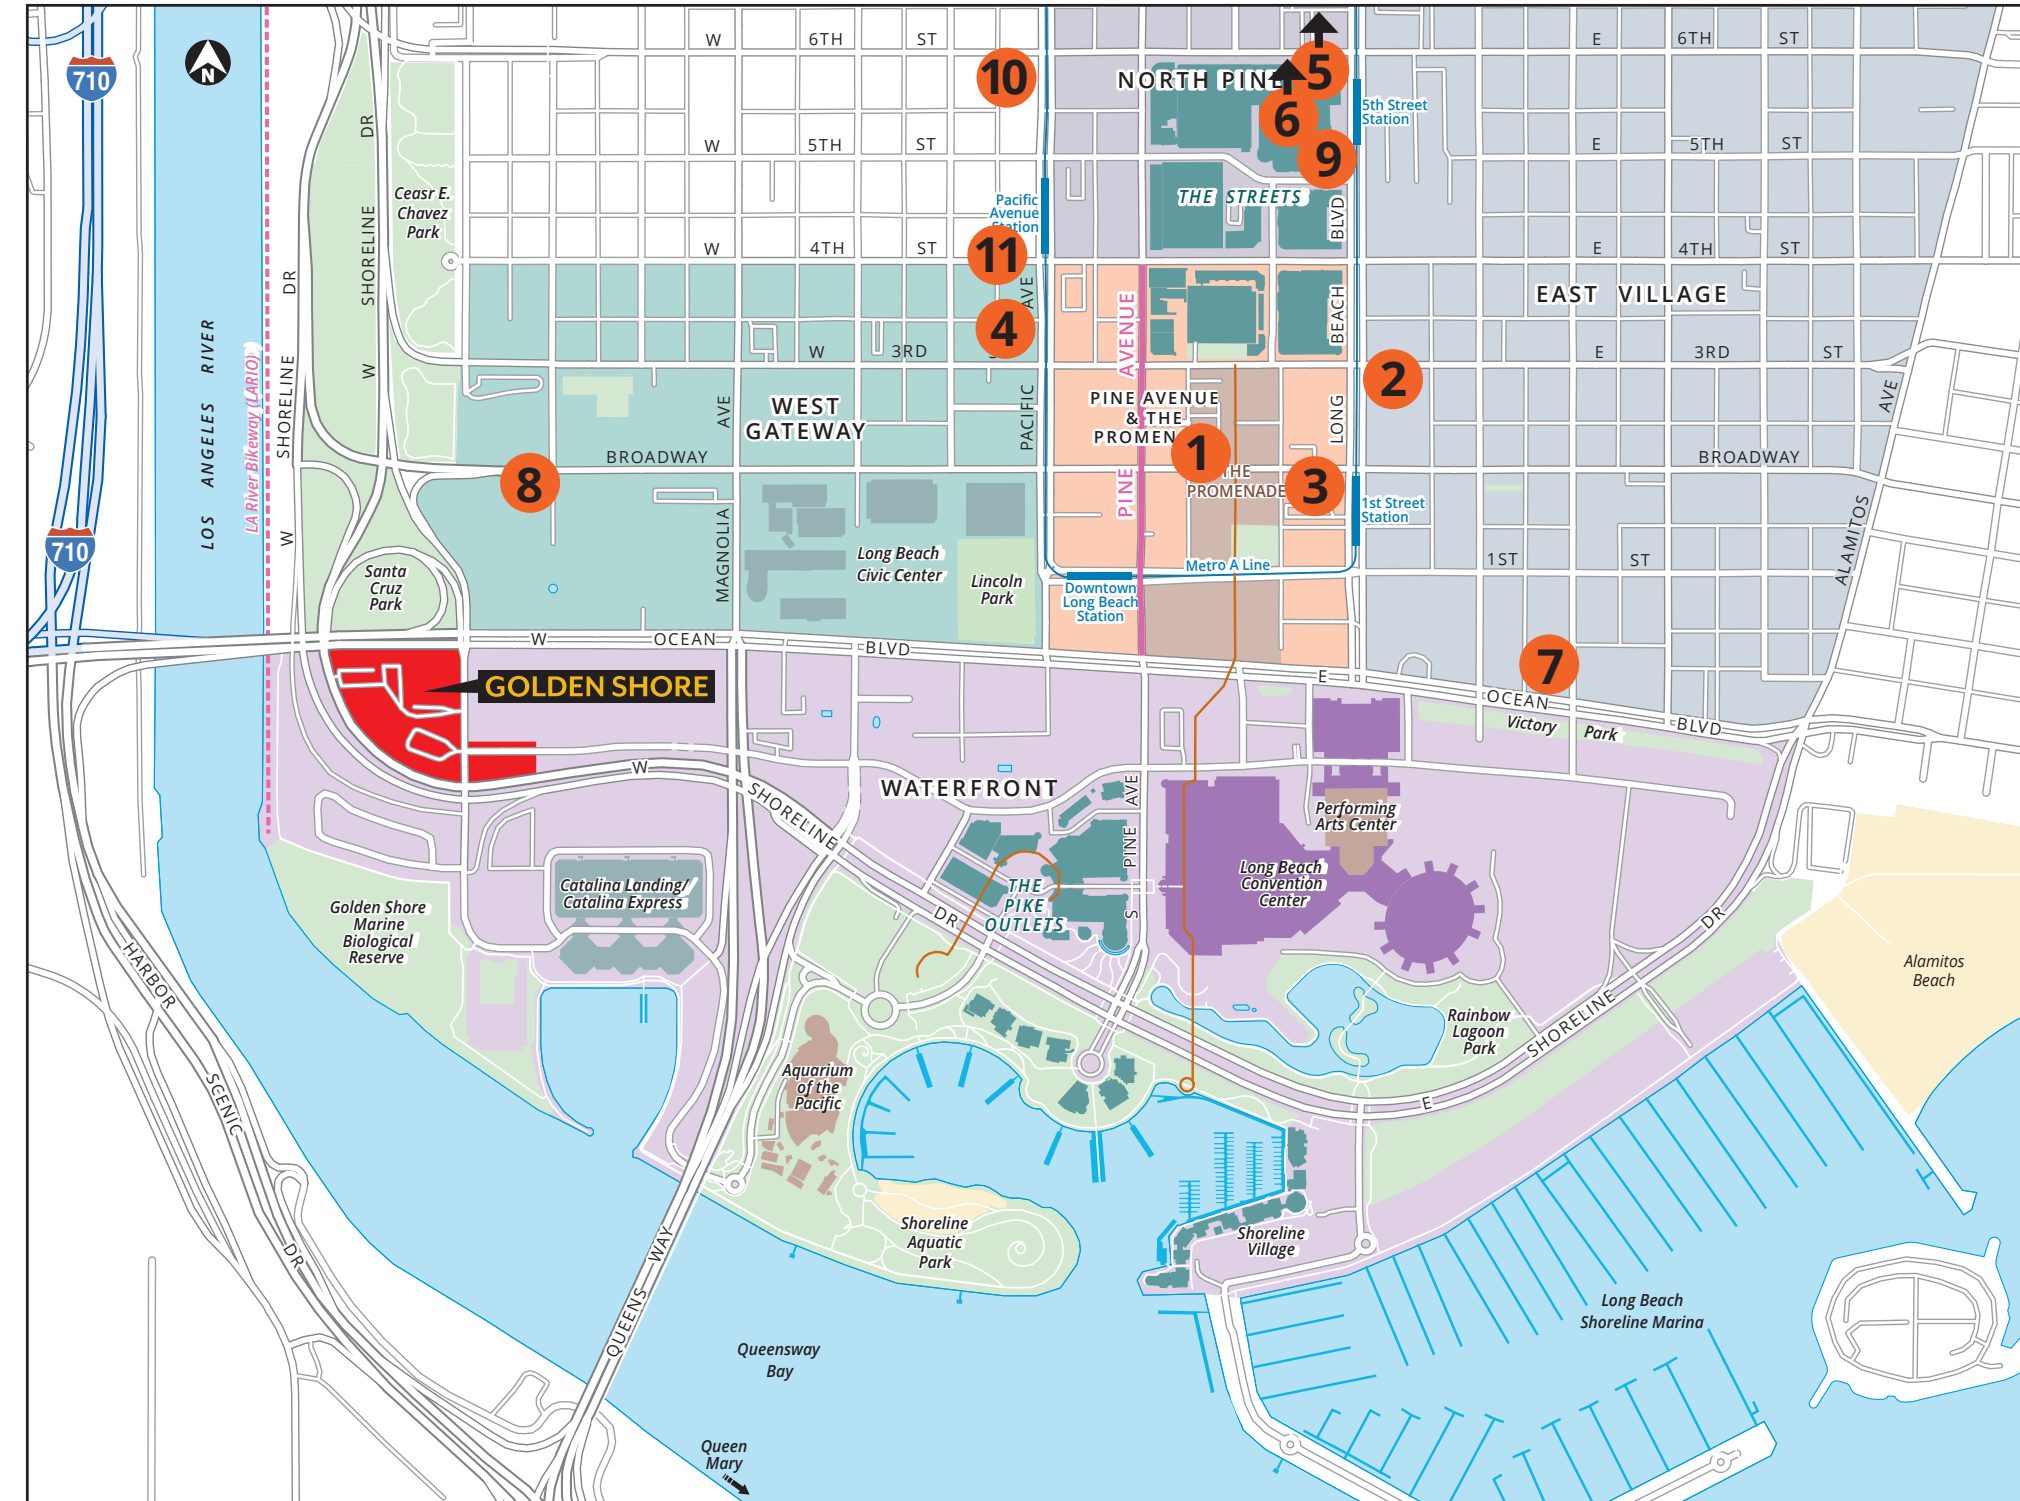 W 6TH ST
E 6TH ST
710
N
10
5
NORTH PINE
6
5th Street
Station
DR
W 5TH ST
9
E 5TH ST
Ceasr E.
Chavez
Park
Pacific
Avenue
Station
THE STREETS
BLVD
W 4TH ST
11
E 4TH ST
SHORELINE
DR
AVE
AVENUE
BEACH
EAST VILLAGE
4
LOS ANGELES RIVER
LA River Bikeway (LARIO)
SHORELINE
W
W 3RD
E 3RD ST
2
AVE
WEST
GATEWAY
AVE
PACIFIC
PINE AVENUE
& THE
PROMEN
1
LONG
BROADWAY
BROADWAY
8
THE
PROMENADE
3
PINE
W
MAGNOLIA
1st Street
Station
ALAMITOS
710
Long Beach
Civic Center
Lincoln
Park
Santa
Cruz
Park
Metro A Line
1ST ST
Downtown
Long Beach
Station
W OCEAN BLVD
E OCEAN BLVD
7
GOLDEN SHORE
Victory Park
W SHORELINE DR
WATERFRONT
AVE
PINE
S
Performing
Arts Center
Long Beach
Convention
Center
Catalina Landing/
Catalina Express
THE
PIKE
OUTLETS
Golden Shore
Marine
Biological
Reserve
HARBOR
SCENIC
DR
Alamitos
Beach
DR
SHORELINE
E
Rainbow
Lagoon
Park
Aquarium
of the
Pacific
Shoreline
Aquatic
Park
Shoreline
Village
QUEENS WAY
Long Beach
Shoreline Marina
Queensway
Bay
Queen
Mary